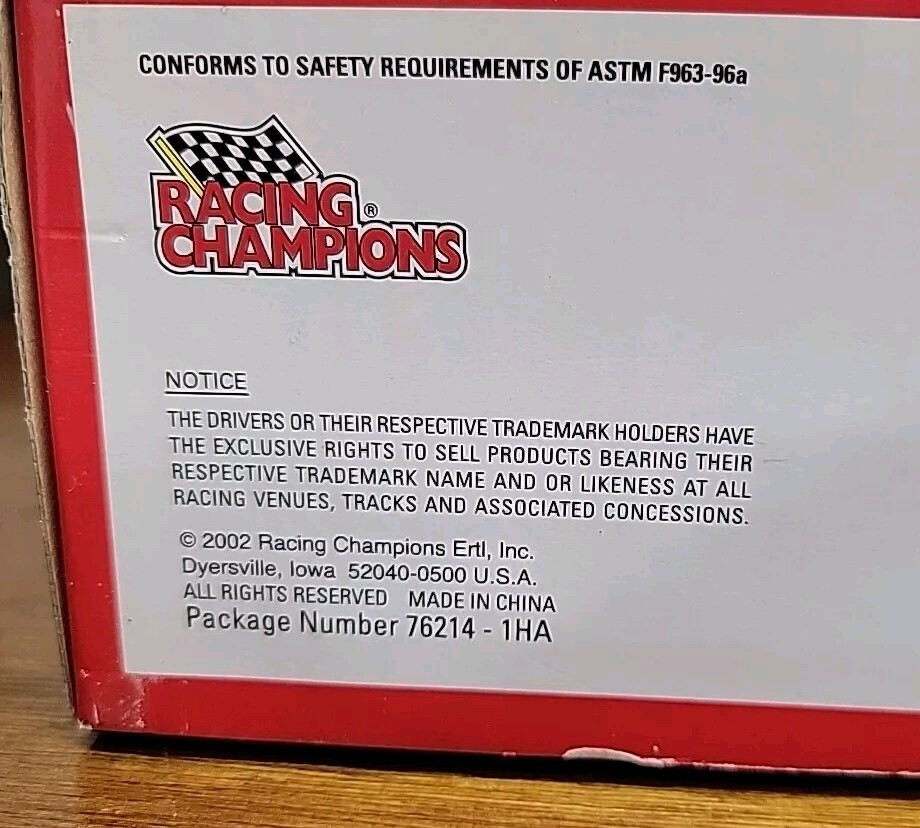 CONFORMS TO SAFETY REQUIREMENTS OF ASTM F963-96a
RACING ®
CHAMPIONS
NOTICE
THE DRIVERS OR THEIR RESPECTIVE TRADEMARK HOLDERS HAVE
THE EXCLUSIVE RIGHTS TO SELL PRODUCTS BEARING THEIR
RESPECTIVE TRADEMARK NAME AND OR LIKENESS AT ALL
RACING VENUES, TRACKS AND ASSOCIATED CONCESSIONS.
© 2002 Racing Champions Ertl, Inc.
Dyersville, Iowa 52040-0500 U.S.A.
ALL RIGHTS RESERVED MADE IN CHINA
Package Number 76214 - 1HA